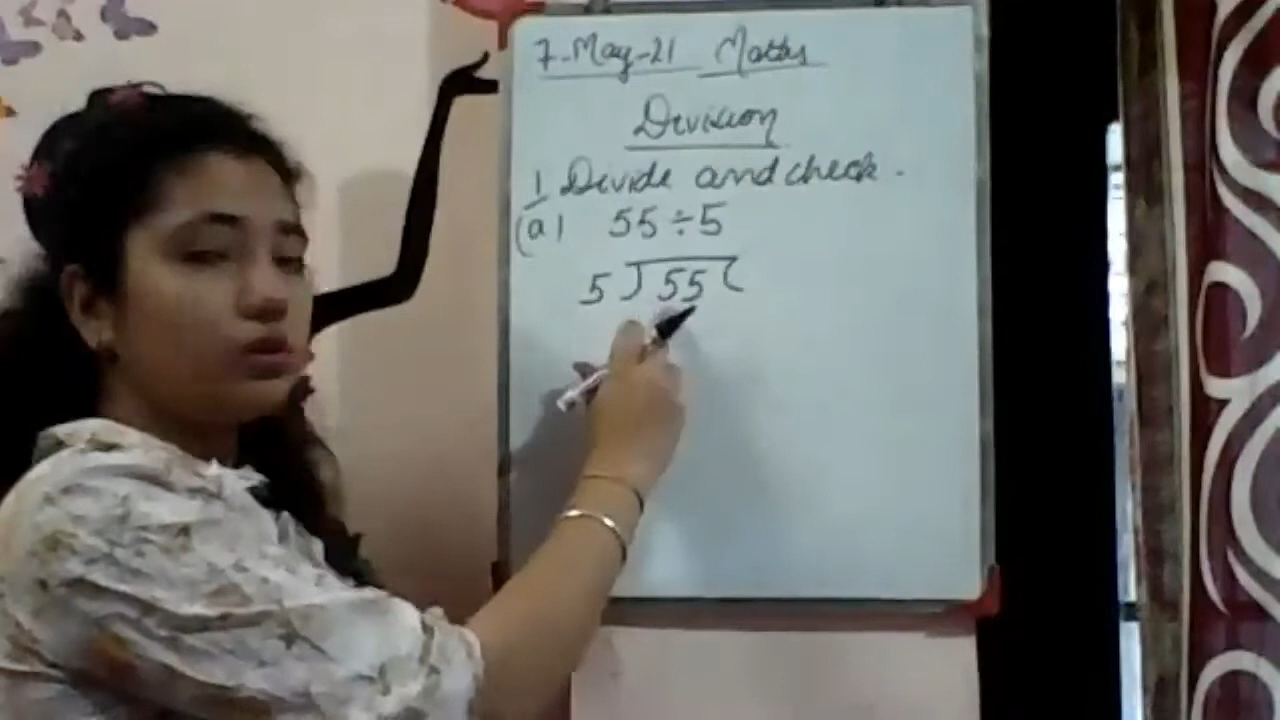 7-May-21 Maths
Division
1 Divide and check.
(a) 55÷5
5)55(